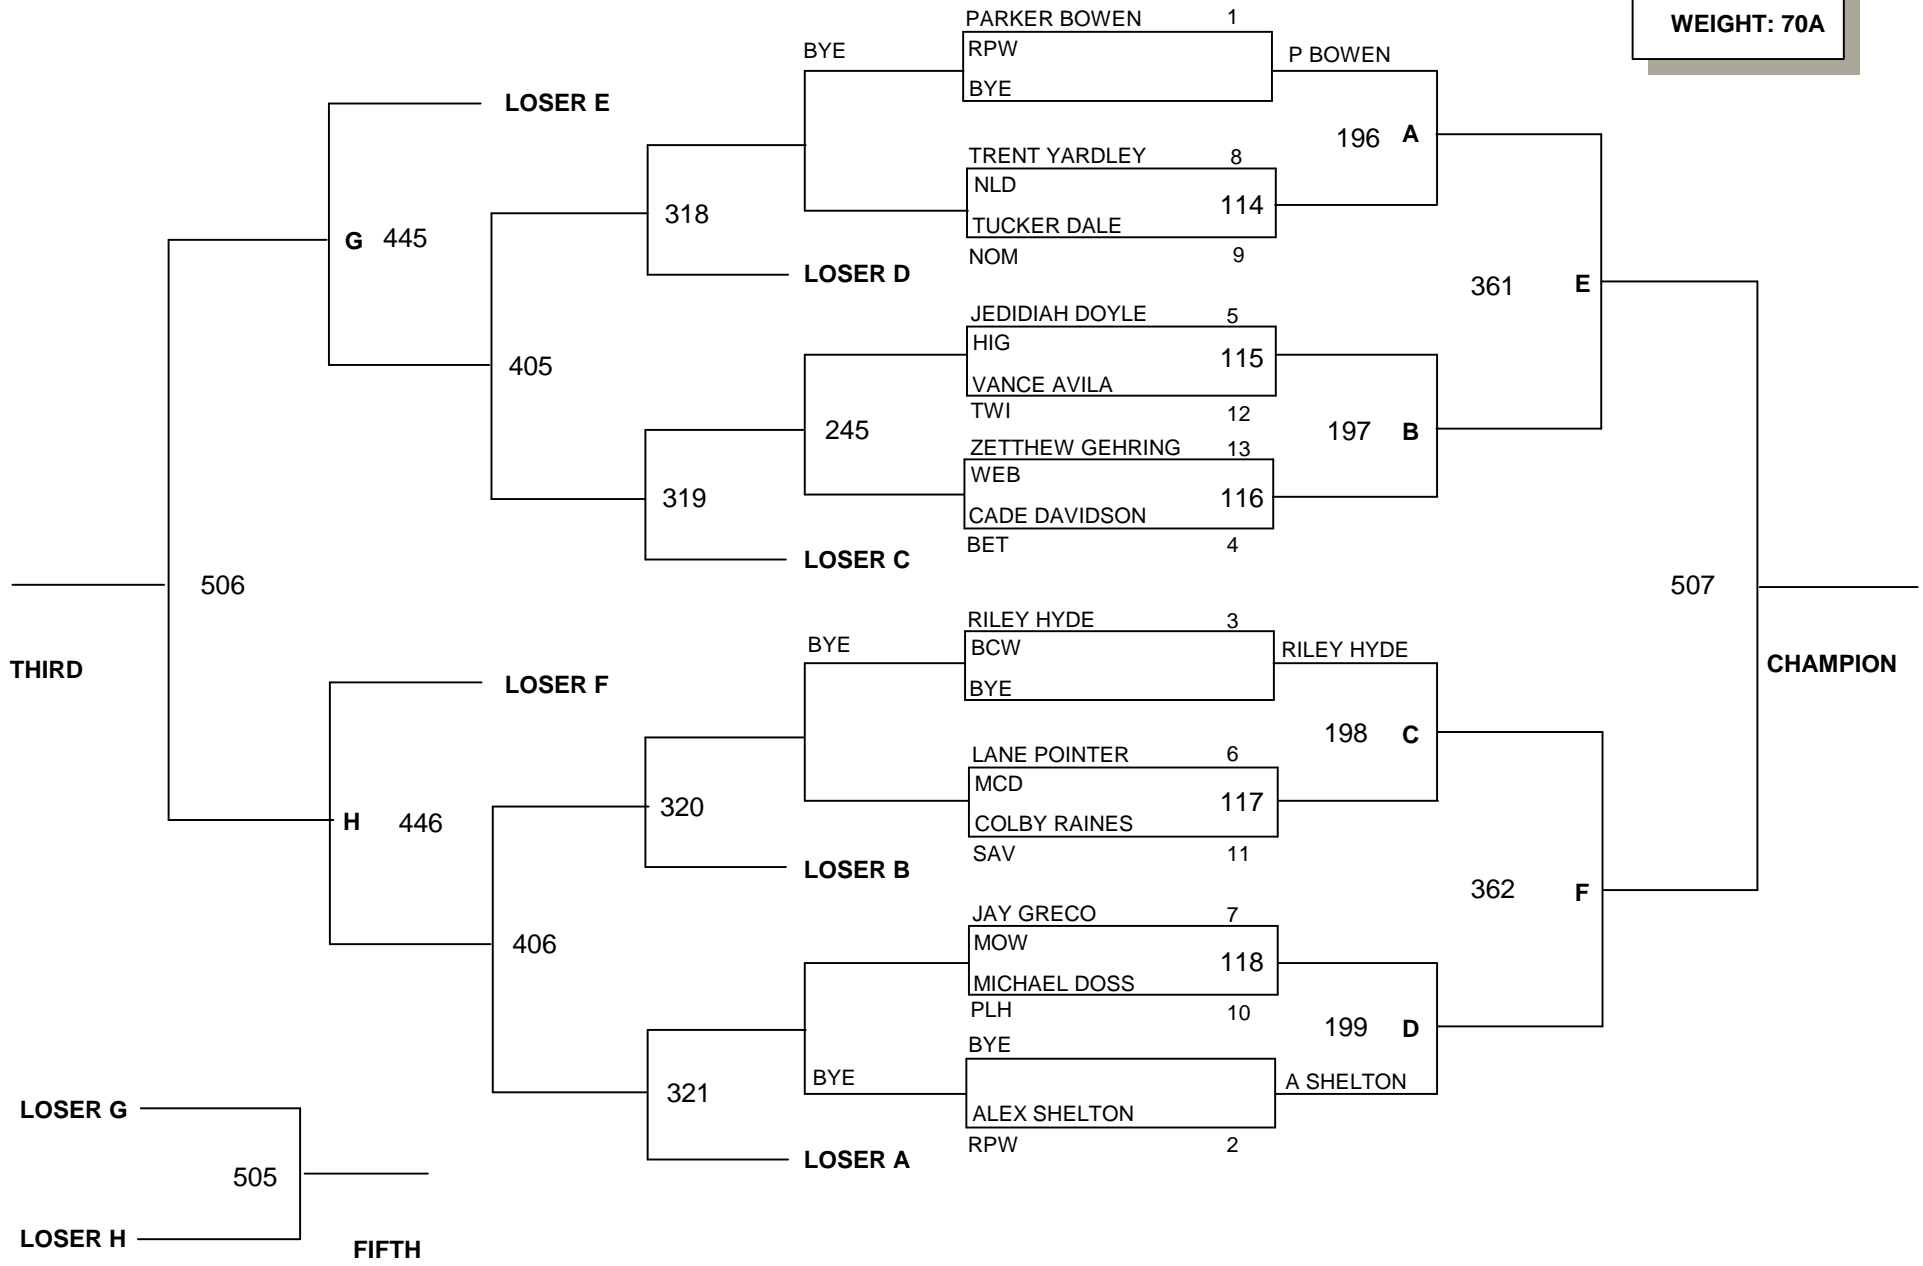 WEIGHT: 70A
PARKER BOWEN 1
BYE RPW P BOWEN
BYE
LOSER E
196 A
TRENT YARDLEY 8
NLD
318 114
TUCKER DALE
G 445
NOM 9
LOSER D
361 E
JEDIDIAH DOYLE 5
HIG
405 115
VANCE AVILA
TWI 12
245 197 B
ZETTHEW GEHRING 13
WEB
319 116
CADE DAVIDSON
BET 4
LOSER C
506 507
RILEY HYDE 3
BYE BCW RILEY HYDE
THIRD CHAMPION
LOSER F
BYE
198 C
LANE POINTER 6
MCD
320 117
H 446 COLBY RAINES
SAV 11
LOSER B
362 F
JAY GRECO 7
MOW
406 118
MICHAEL DOSS
PLH 10
199 D
BYE
BYE A SHELTON
321
LOSER G ALEX SHELTON
RPW 2
LOSER A
505
LOSER H
FIFTH